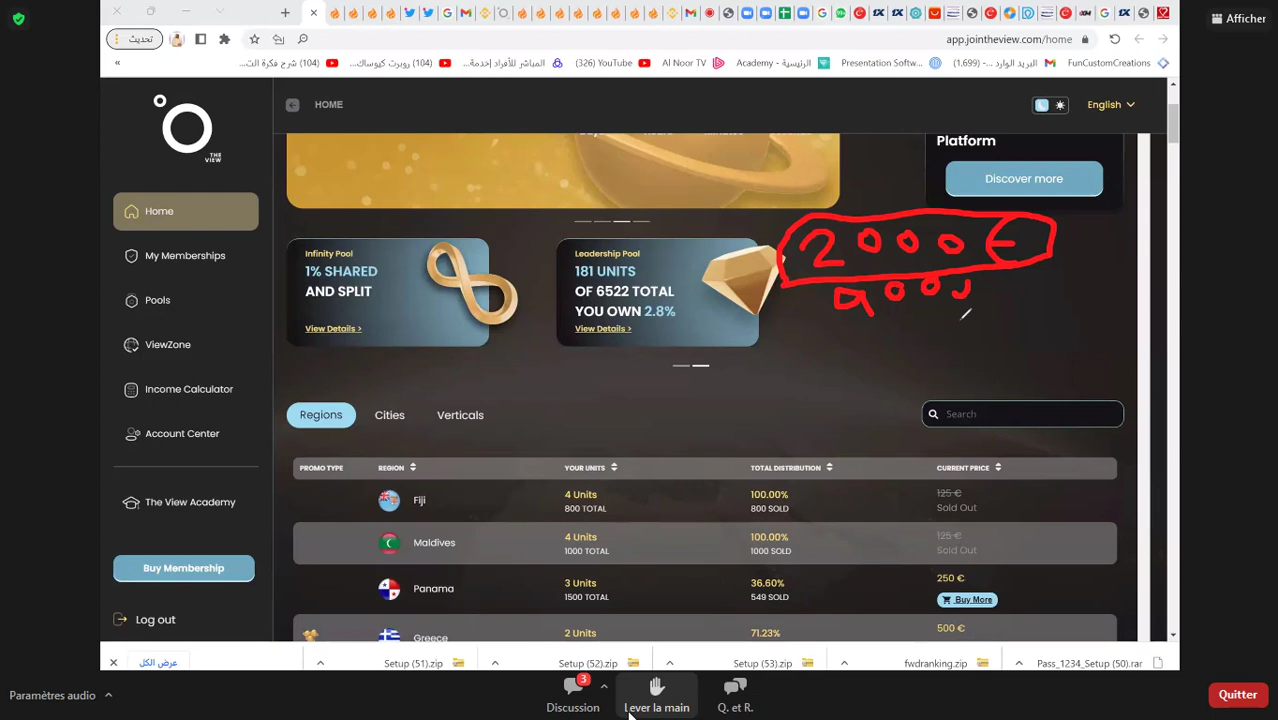 Afficher
تحديث
app.jointheview.com/home
(104) شرح فكرة الت...
(104) روبرت كيوساك...
المباشر للأفراد |خدمة...
(326) YouTube
Al Noor TV
Academy - الرئيسية
Presentation Softw...
البريد الوارد (1.699) -...
FunCustomCreations
THE VIEW
HOME
English
Platform
Discover more
Home
My Memberships
Pools
ViewZone
Income Calculator
Account Center
The View Academy
Buy Membership
Log out
Infinity Pool
1% SHARED
AND SPLIT
View Details >
Leadership Pool
181 UNITS
OF 6522 TOTAL
YOU OWN 2.8%
View Details >
2000 €
Regions
Cities
Verticals
Search
PROMO TYPE REGION YOUR UNITS TOTAL DISTRIBUTION CURRENT PRICE
Fiji 4 Units 100.00% 125 €
800 TOTAL 800 SOLD Sold Out
Maldives 4 Units 100.00% 125 €
1000 TOTAL 1000 SOLD Sold Out
Panama 3 Units 36.60% 250 €
1500 TOTAL 549 SOLD Buy More
Greece 2 Units 71.23% 500 €
عرض الكل
Setup (51).zip
Setup (52).zip
Setup (53).zip
fwdranking.zip
Pass_1234_Setup (50).rar
Paramètres audio
3
Discussion
Lever la main
Q. et R.
Quitter